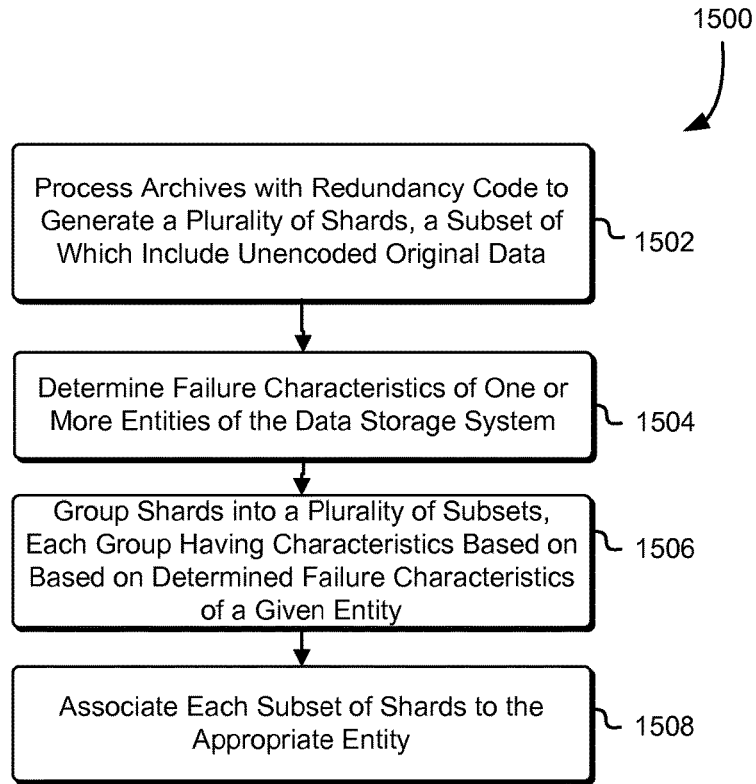 1500
Process Archives with Redundancy Code to
Generate a Plurality of Shards, a Subset of
Which Include Unencoded Original Data
1502
Determine Failure Characteristics of One or
More Entities of the Data Storage System
1504
Group Shards into a Plurality of Subsets,
Each Group Having Characteristics Based on
Based on Determined Failure Characteristics
of a Given Entity
1506
Associate Each Subset of Shards to the
Appropriate Entity
1508